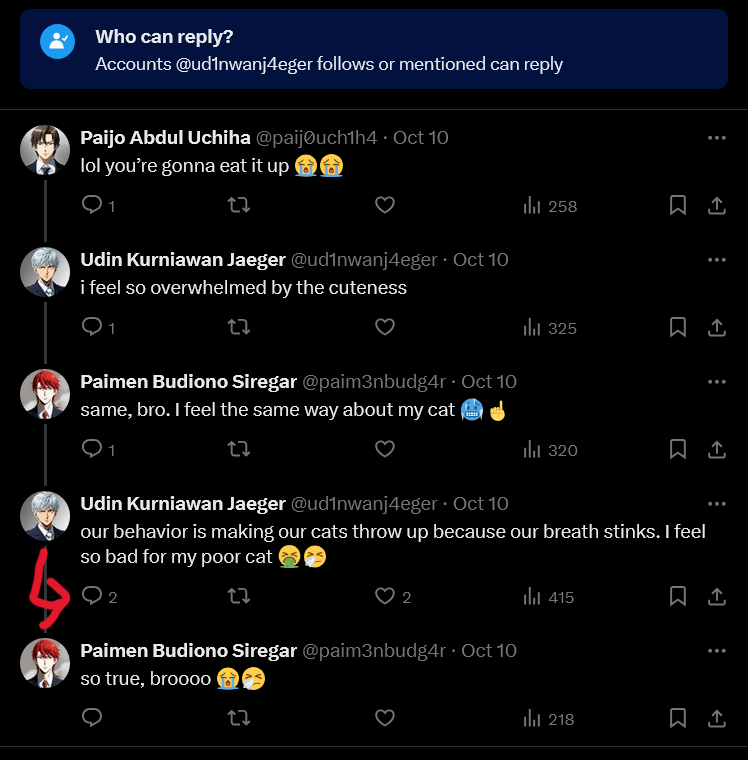 Who can reply?
Accounts @ud1nwanj4eger follows or mentioned can reply
Paijo Abdul Uchiha @paij0uch1h4 · Oct 10
lol you’re gonna eat it up 😭😭
1 258
Udin Kurniawan Jaeger @ud1nwanj4eger · Oct 10
i feel so overwhelmed by the cuteness
1 325
Paimen Budiono Siregar @paim3nbudg4r · Oct 10
same, bro. I feel the same way about my cat 🥶☝️
1 320
Udin Kurniawan Jaeger @ud1nwanj4eger · Oct 10
our behavior is making our cats throw up because our breath stinks. I feel
so bad for my poor cat 🤮🤧
2 2 415
Paimen Budiono Siregar @paim3nbudg4r · Oct 10
so true, broooo 😭🤧
218